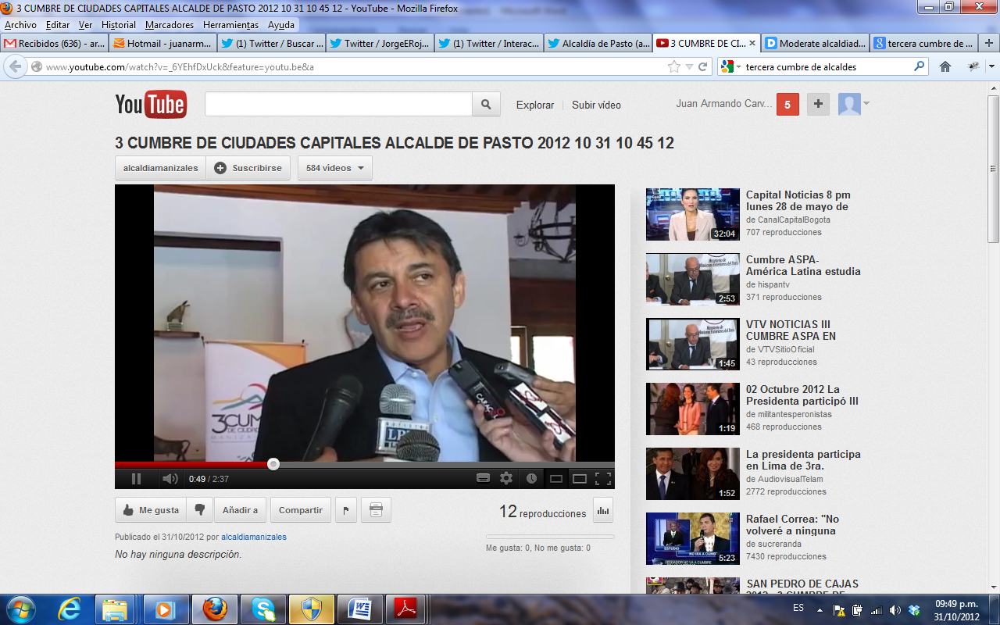 3 CUMBRE DE CIUDADES CAPITALES ALCALDE DE PASTO 2012 10 31 10 45 12 - YouTube - Mozilla Firefox
Archivo Editar Ver Historial Marcadores Herramientas Ayuda
Recibidos (636) - ar... Hotmail - juanarm... (1) Twitter / Buscar ... Twitter / JorgeERoj... (1) Twitter / Interac... Alcaldía de Pasto (a... 3 CUMBRE DE CI... Moderate alcaldiad... tercera cumbre de ...
www.youtube.com/watch?v=_6YEhfDxUck&feature=youtu.be&a tercera cumbre de alcaldes
YouTube Explorar Subir vídeo Juan Armando Carv... 5
3 CUMBRE DE CIUDADES CAPITALES ALCALDE DE PASTO 2012 10 31 10 45 12
alcaldiamanizales Suscribirse 584 vídeos
3CUM
DE CIUDAD
MANIZA
CARACOL
0:49 / 2:37
Me gusta Añadir a Compartir
12 reproducciones
Publicado el 31/10/2012 por alcaldiamanizales
Me gusta: 0, No me gusta: 0
No hay ninguna descripción.
32:04
Capital Noticias 8 pm
lunes 28 de mayo de
de CanalCapitalBogota
707 reproducciones
2:53
Cumbre ASPA-
América Latina estudia
de hispantv
371 reproducciones
1:45
VTV NOTICIAS III
CUMBRE ASPA EN
de VTVSitioOficial
43 reproducciones
1:19
02 Octubre 2012 La
Presidenta participó III
de militantesperonistas
468 reproducciones
1:52
La presidenta participa
en Lima de 3ra.
de AudiovisualTelam
2772 reproducciones
ESTUDIO
5:23
Rafael Correa: "No
volveré a ninguna
de sucreranda
7430 reproducciones
SAN PEDRO DE CAJAS
ES
09:49 p.m.
31/10/2012